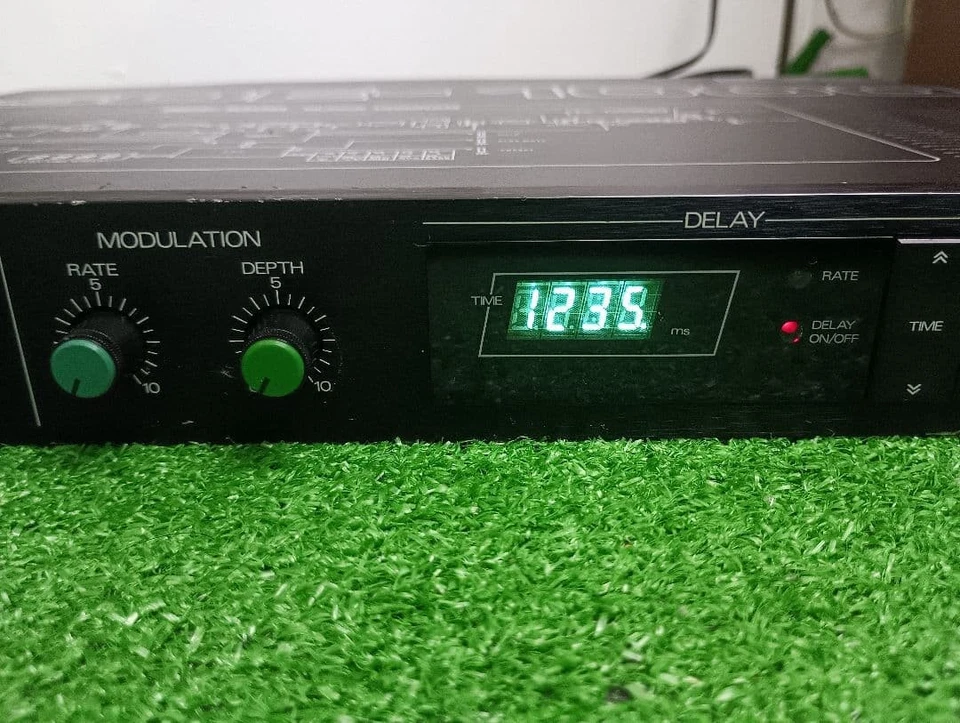 MODULATION
RATE
5
10
DEPTH
5
10
DELAY
TIME
1235.
ms
RATE
DELAY
ON/OFF
TIME